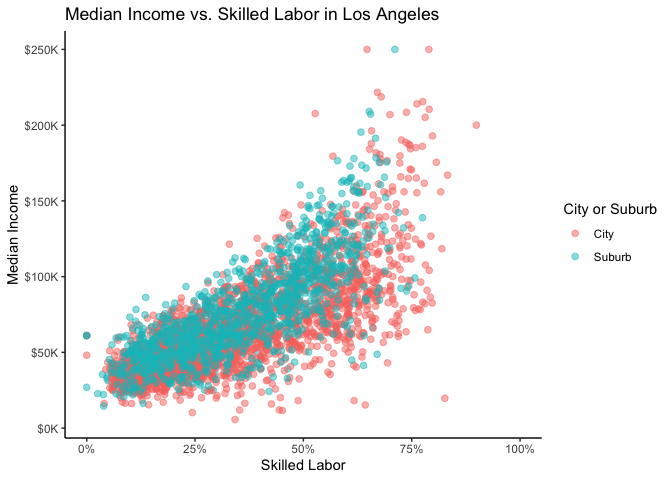 Median Income vs. Skilled Labor in Los Angeles
$250K
$200K
$150K
$100K
$50K
$0K
Median Income
0% 25% 50% 75% 100%
Skilled Labor
City or Suburb
City
Suburb